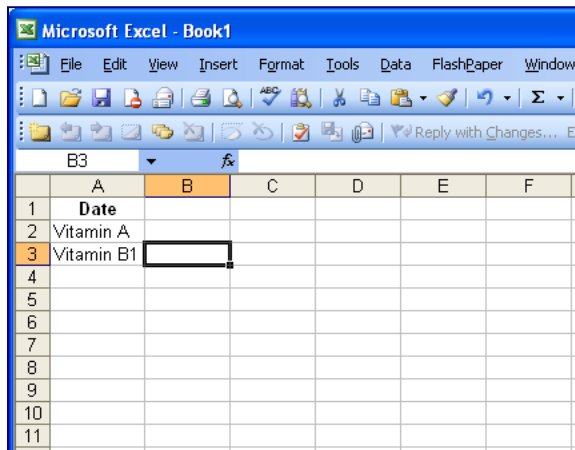 Microsoft Excel - Book1
File Edit View Insert Format Tools Data FlashPaper Window
ABC Σ
Reply with Changes... E
B3 fx
A B C D E F
1 Date
2 Vitamin A
3 Vitamin B1
4
5
6
7
8
9
10
11